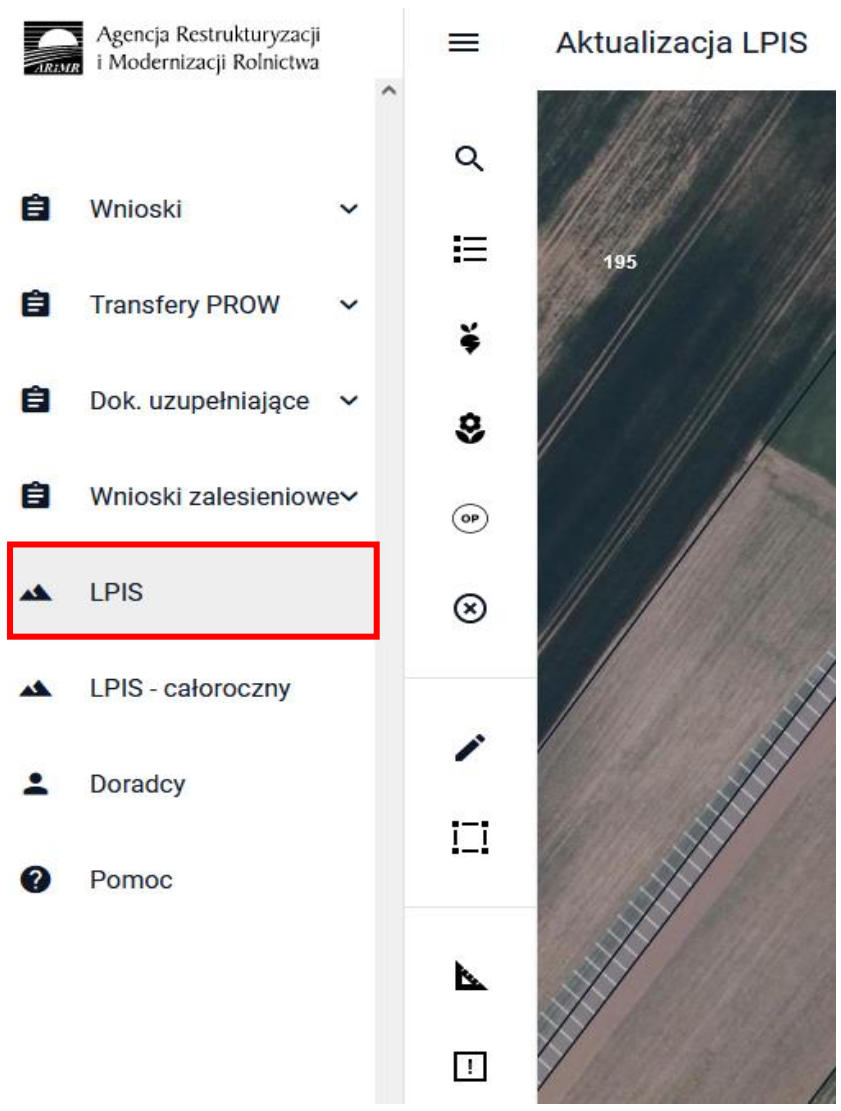 Agencja Restrukturyzacji
i Modernizacji Rolnictwa
ARiMR
Aktualizacja LPIS
Wnioski
Transfery PROW
Dok. uzupełniające
Wnioski zalesieniowe
LPIS
LPIS - całoroczny
Doradcy
Pomoc
OP
!
195